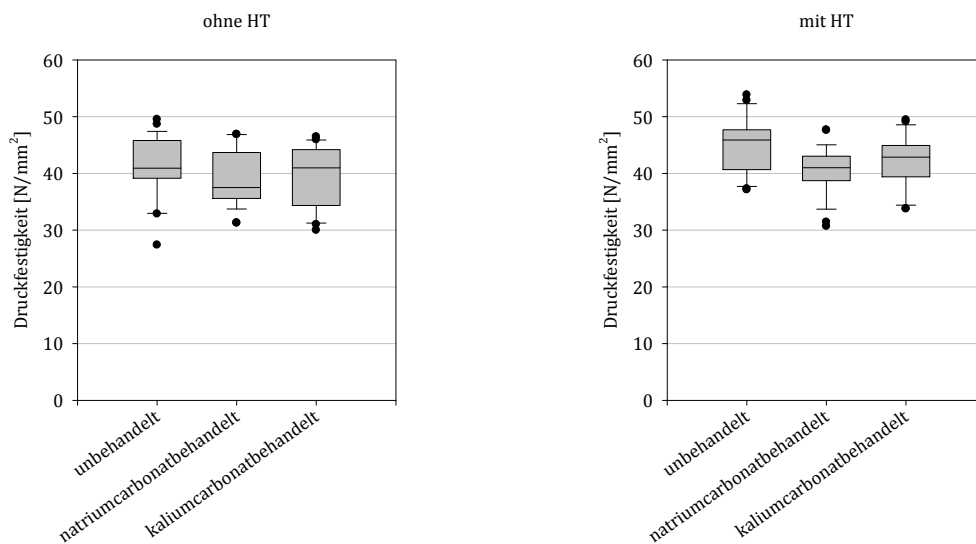 ohne HT
60
50
40
30
20
10
0
Druckfestigkeit [N/mm²]
unbehandelt
natriumcarbonatbehandelt
kaliumcarbonatbehandelt
mit HT
60
50
40
30
20
10
0
Druckfestigkeit [N/mm²]
unbehandelt
natriumcarbonatbehandelt
kaliumcarbonatbehandelt